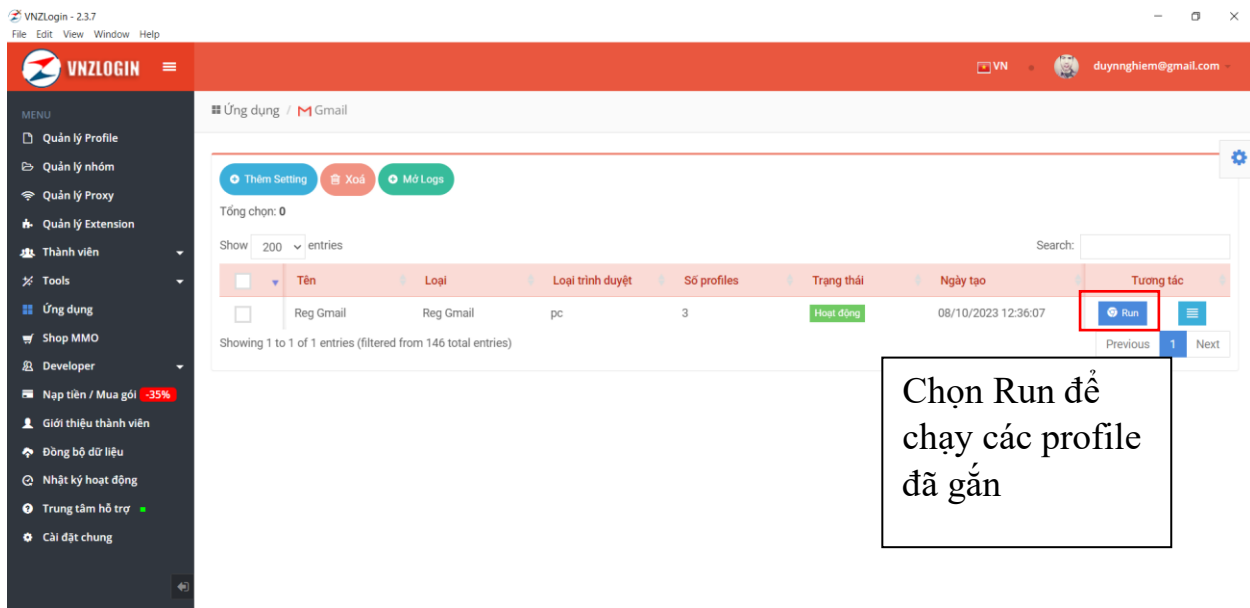 VNZLogin - 2.3.7
File Edit View Window Help
VNZLOGIN
VN
duynnghiem@gmail.com
MENU
Quản lý Profile
Quản lý nhóm
Quản lý Proxy
Quản lý Extension
Thành viên
Tools
Ứng dụng
Shop MMO
Developer
Nạp tiền / Mua gói -35%
Giới thiệu thành viên
Đồng bộ dữ liệu
Nhật ký hoạt động
Trung tâm hỗ trợ
Cài đặt chung
Ứng dụng / Gmail
Thêm Setting Xoá Mở Logs
Tổng chọn: 0
Show 200 entries Search:
Tên Loại Loại trình duyệt Số profiles Trạng thái Ngày tạo Tương tác
Reg Gmail Reg Gmail pc 3 Hoạt động 08/10/2023 12:36:07 Run
Showing 1 to 1 of 1 entries (filtered from 146 total entries) Previous 1 Next
Chọn Run để
chạy các profile
đã gắn